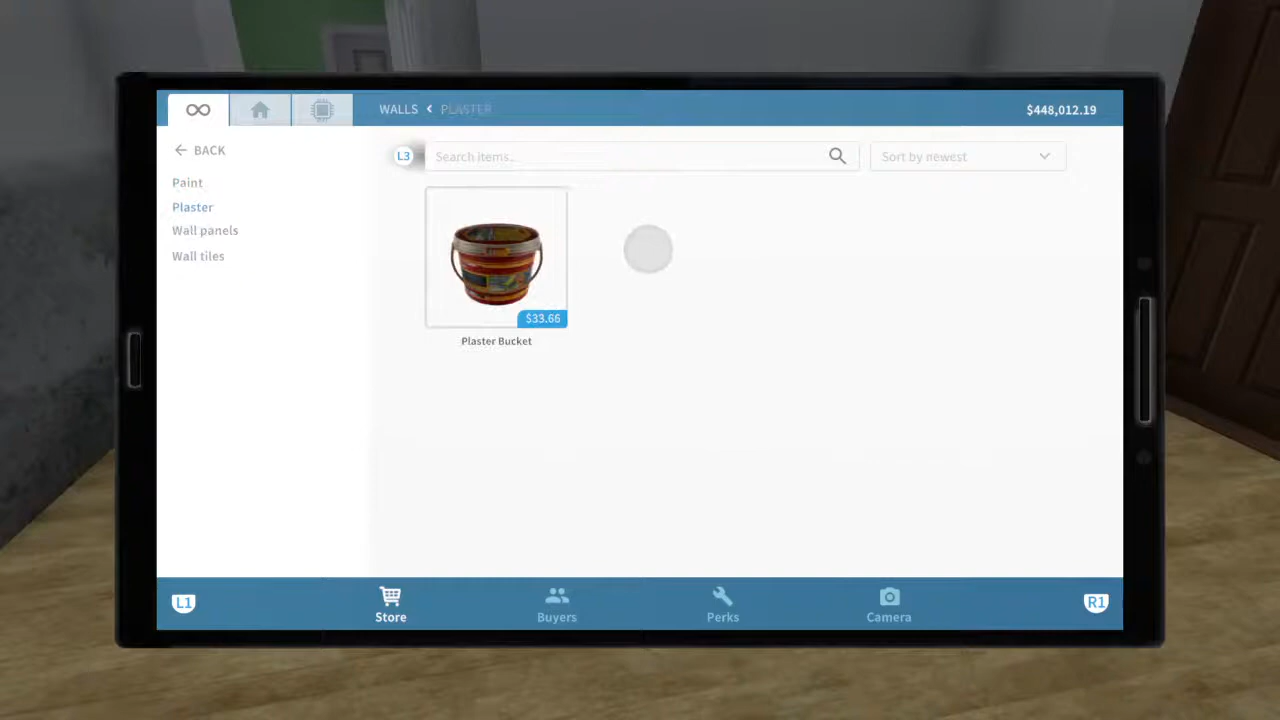 WALLS PLASTER
$448,012.19
BACK
L3
Search items...
Sort by newest
Paint
Plaster
Wall panels
Wall tiles
$33.66
Plaster Bucket
L1
Store
Buyers
Perks
Camera
R1